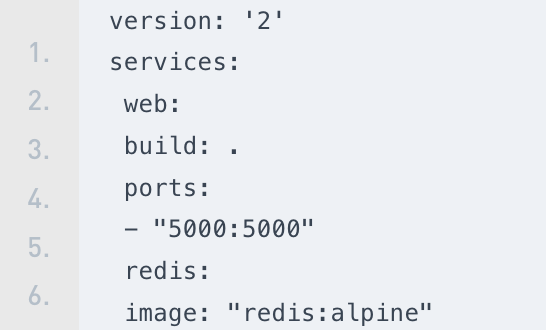 version: '2'
1.
services:
2.
web:
3.
build: .
4.
ports:
5.
- "5000:5000"
6.
redis:
image: "redis:alpine"